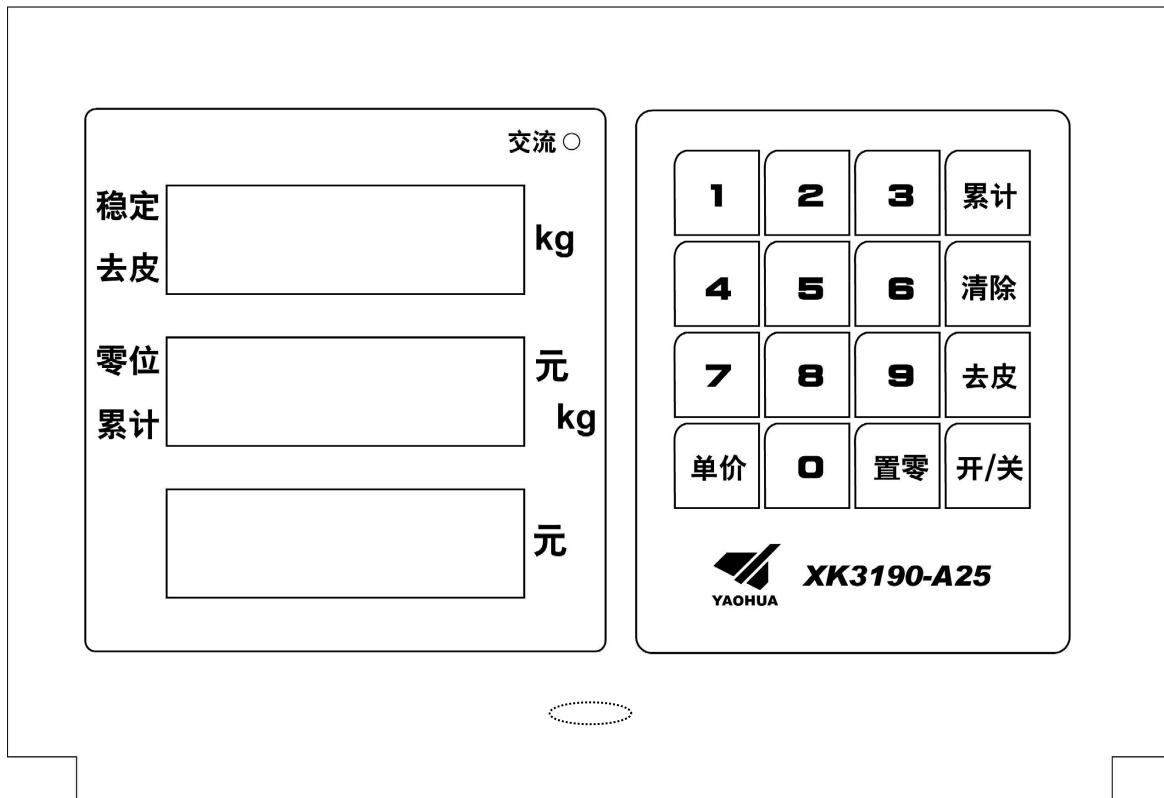 交流
稳定
去皮
kg
零位
累计
元
kg
元
1 2 3 累计
4 5 6 清除
7 8 9 去皮
单价 0 置零 开/关
YAOHUA
XK3190-A25